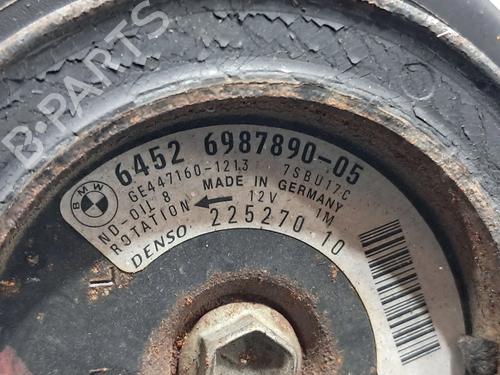 B-PARTS
6452 6987890-05
GE447160-1213 7SBU17C
BMW
ND-OIL 8 MADE IN GERMANY
ROTATION 12V 1M
DENSO 225270 10